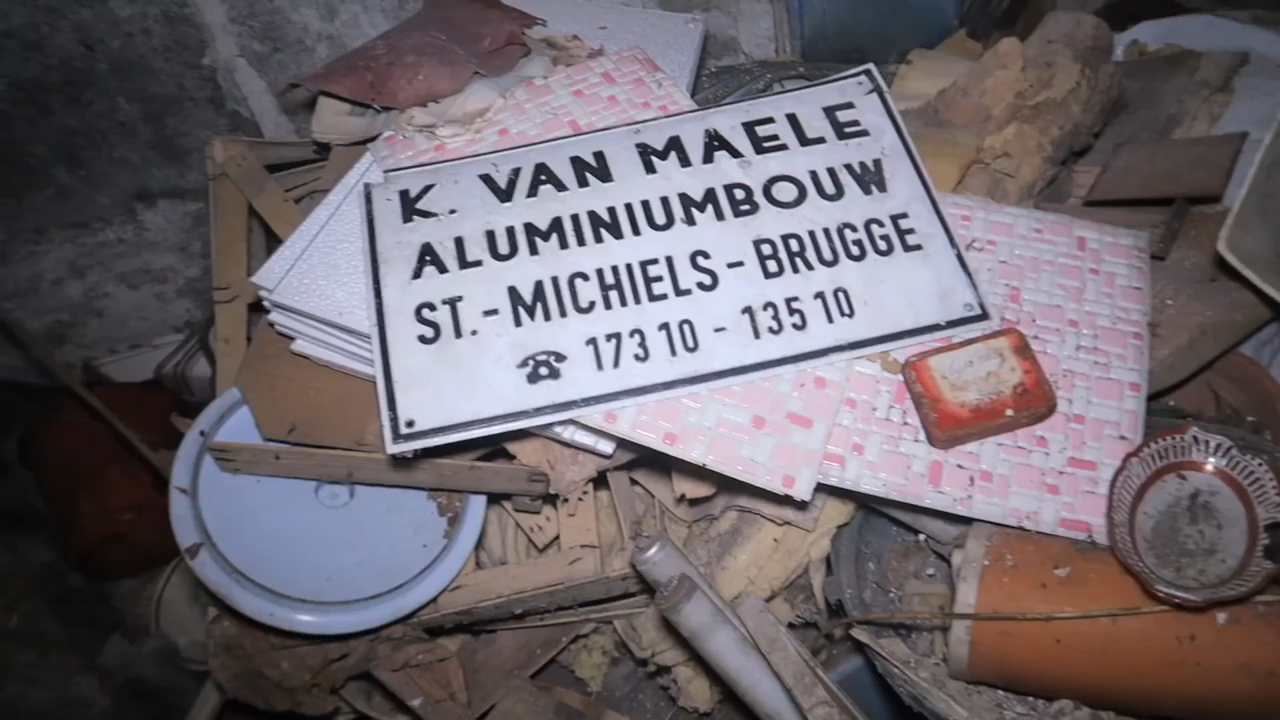 K. VAN MAELE
ALUMINIUMBOUW
ST.-MICHIELS-BRUGGE
☎ 173 10 - 135 10